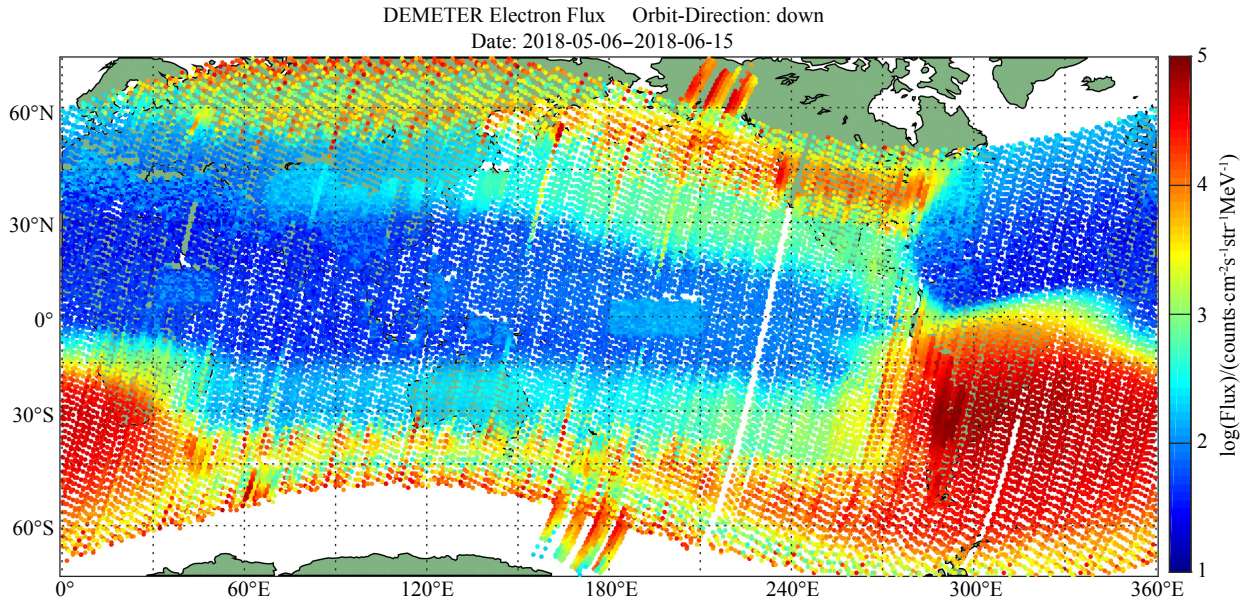 DEMETER Electron Flux Orbit-Direction: down
Date: 2018-05-06–2018-06-15
60°N
30°N
0°
30°S
60°S
0°
60°E
120°E
180°E
240°E
300°E
360°E
5
4
3
2
1
log(Flux)/(counts·cm⁻²s⁻¹str⁻¹MeV⁻¹)